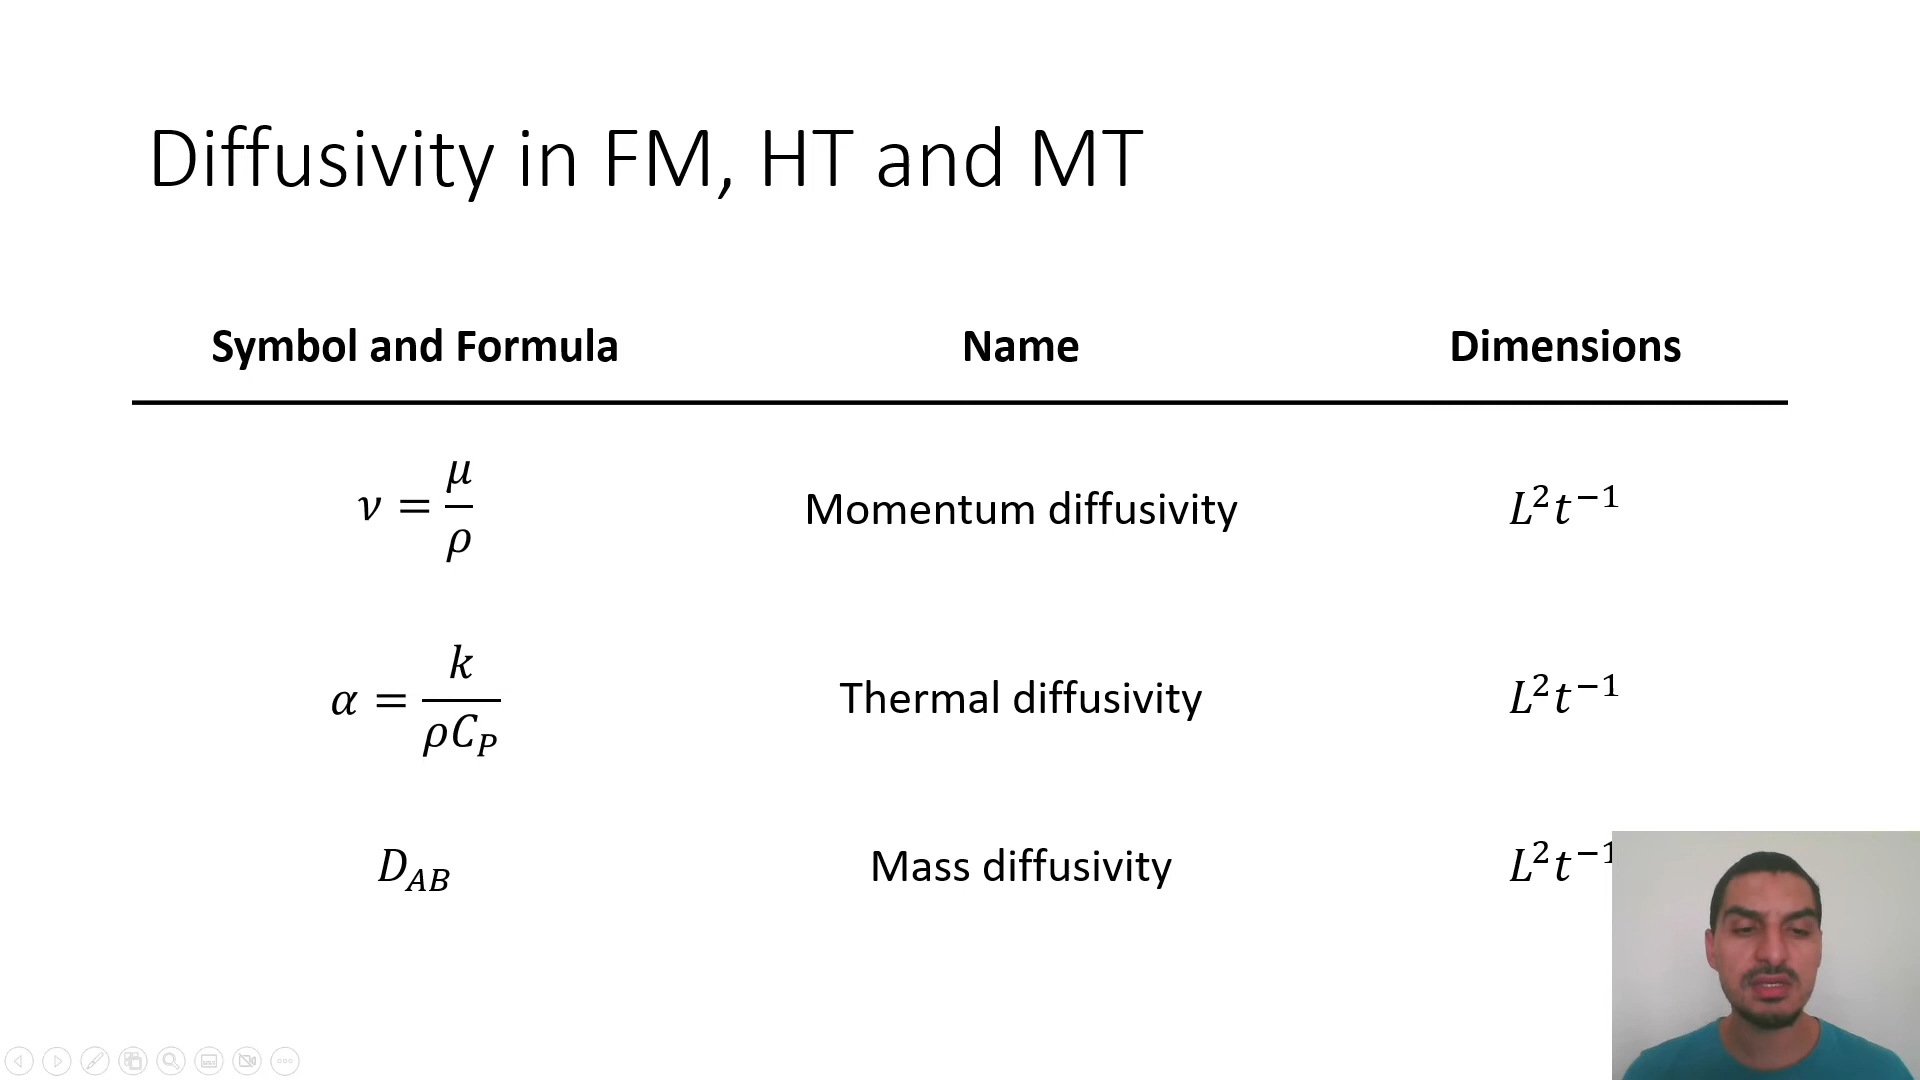 Diffusivity in FM, HT and MT
Symbol and Formula Name Dimensions
ν = μ/ρ Momentum diffusivity L²t⁻¹
α = k/ρC_P Thermal diffusivity L²t⁻¹
D_AB Mass diffusivity L²t⁻¹